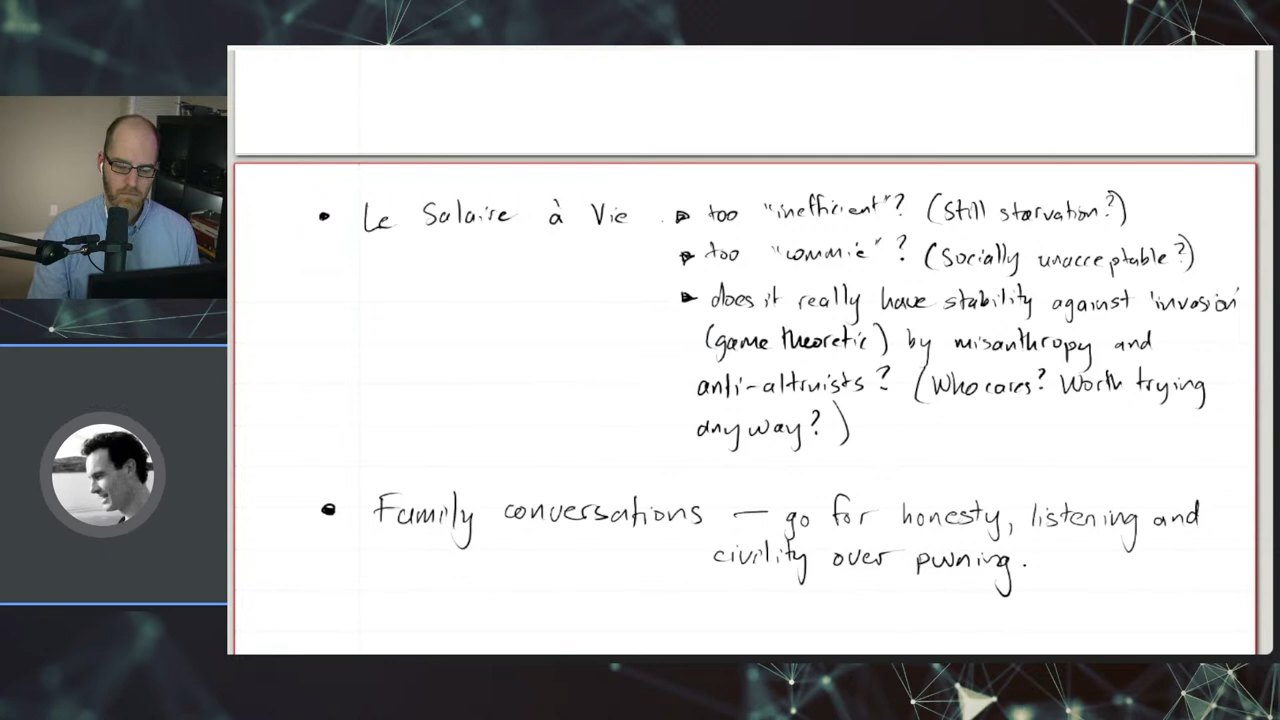 • Le Salaire à Vie ▸ too "inefficient"? (Still starvation?)
▸ too "commie"? (Socially unacceptable?)
▸ does it really have stability against 'invasion'
(game theoretic) by misanthropy and
anti-altruists? (Who cares? Worth trying
anyway?)
• Family conversations — go for honesty, listening and
civility over pwning.